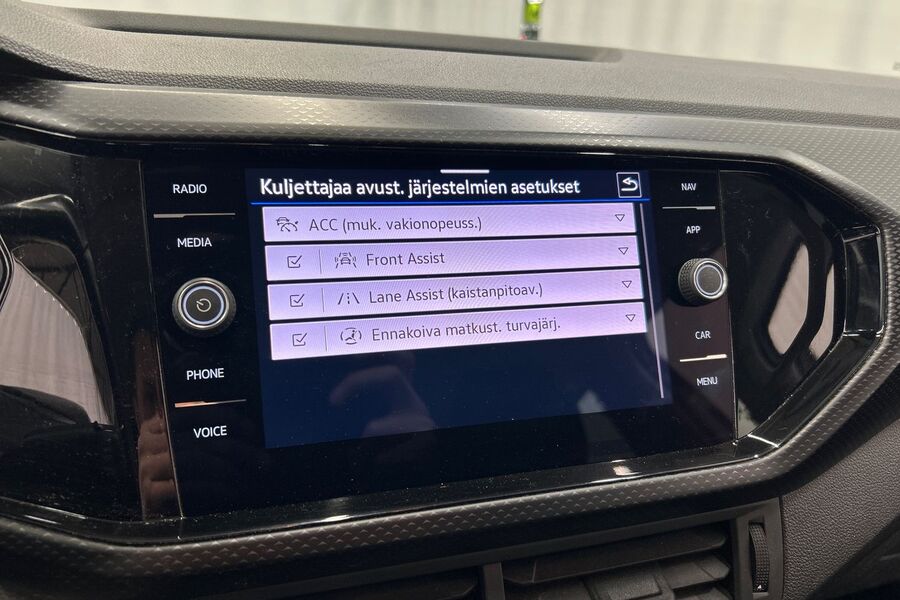 RADIO
MEDIA
PHONE
VOICE
Kuljettajaa avust. järjestelmien asetukset
ACC (muk. vakionopeuss.)
Front Assist
Lane Assist (kaistanpitoav.)
Ennakoiva matkust. turvajärj.
NAV
APP
CAR
MENU